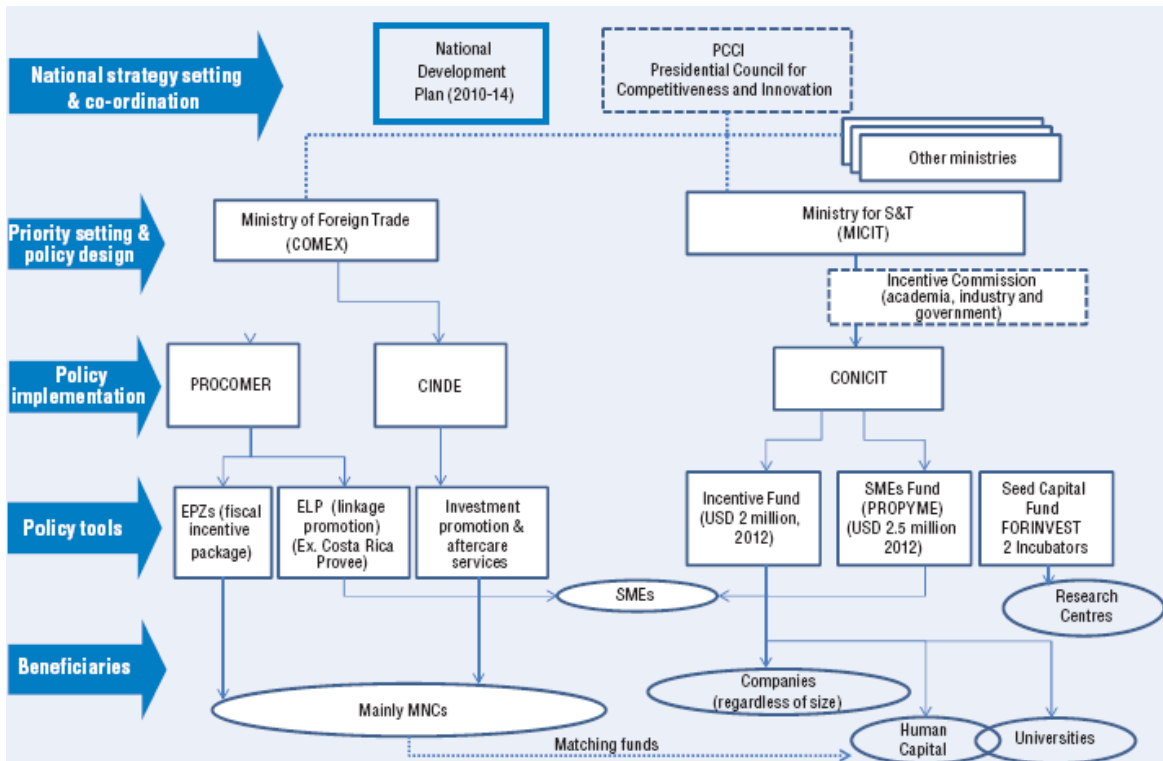 National strategy setting
& co-ordination
National
Development
Plan (2010-14)
PCCI
Presidential Council for
Competitiveness and Innovation
Other ministries
Priority setting &
policy design
Ministry of Foreign Trade
(COMEX)
Ministry for S&T
(MICIT)
Incentive Commission
(academia, industry and
government)
Policy
implementation
PROCOMER
CINDE
CONICIT
Policy tools
EPZs (fiscal
incentive
package)
ELP (linkage
promotion)
(Ex. Costa Rica
Provee)
Investment
promotion &
aftercare
services
Incentive Fund
(USD 2 million,
2012)
SMEs Fund
(PROPYME)
(USD 2.5 million
2012)
Seed Capital
Fund
FORINVEST
2 Incubators
SMEs
Research
Centres
Beneficiaries
Mainly MNCs
Companies
(regardless of size)
Human
Capital
Universities
Matching funds